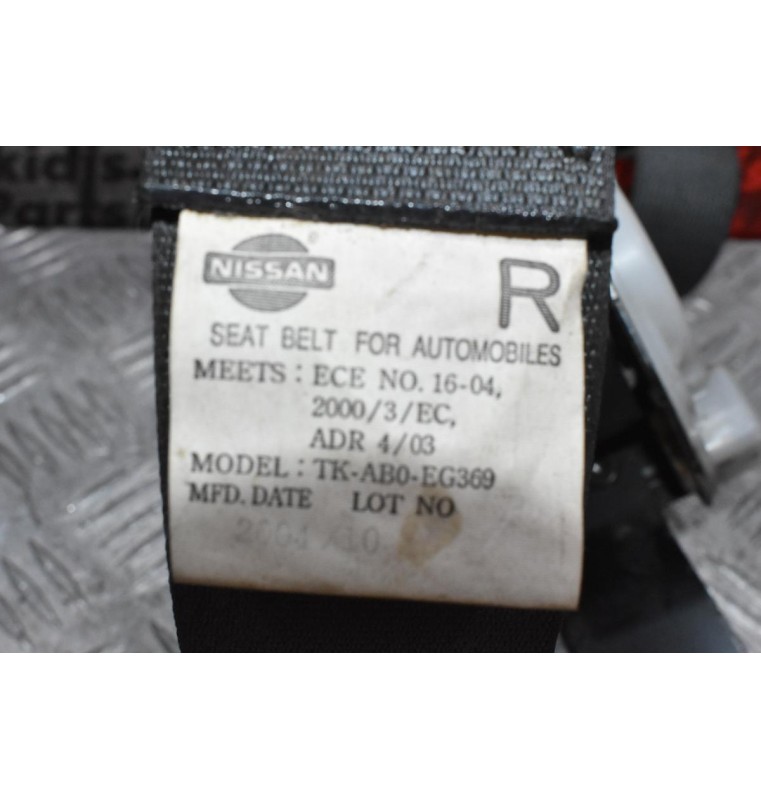 NISSAN ®
R
SEAT BELT FOR AUTOMOBILES
MEETS : ECE NO. 16-04,
2000/3/EC,
ADR 4/03
MODEL : TK-AB0-EG369
MFD. DATE LOT NO